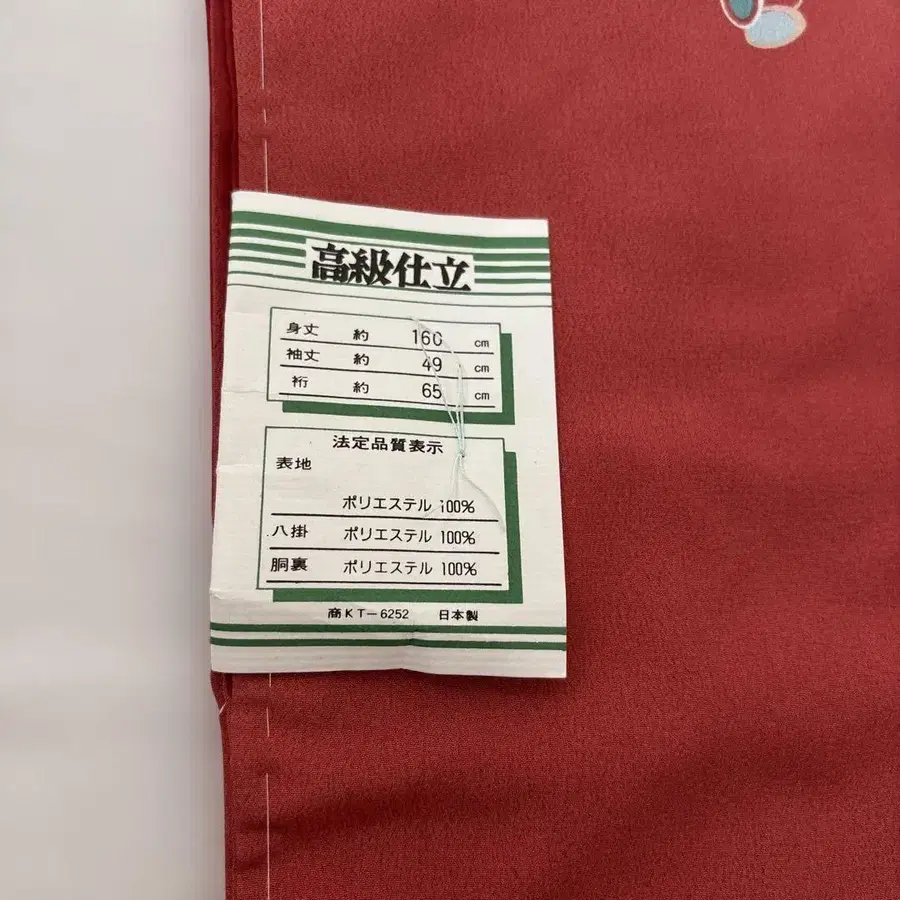 高級仕立
身丈 約 160 cm
袖丈 約 49 cm
裄 約 65 cm
法定品質表示
表地
ポリエステル 100%
八掛 ポリエステル 100%
胴裏 ポリエステル 100%
商KT-6252 日本製